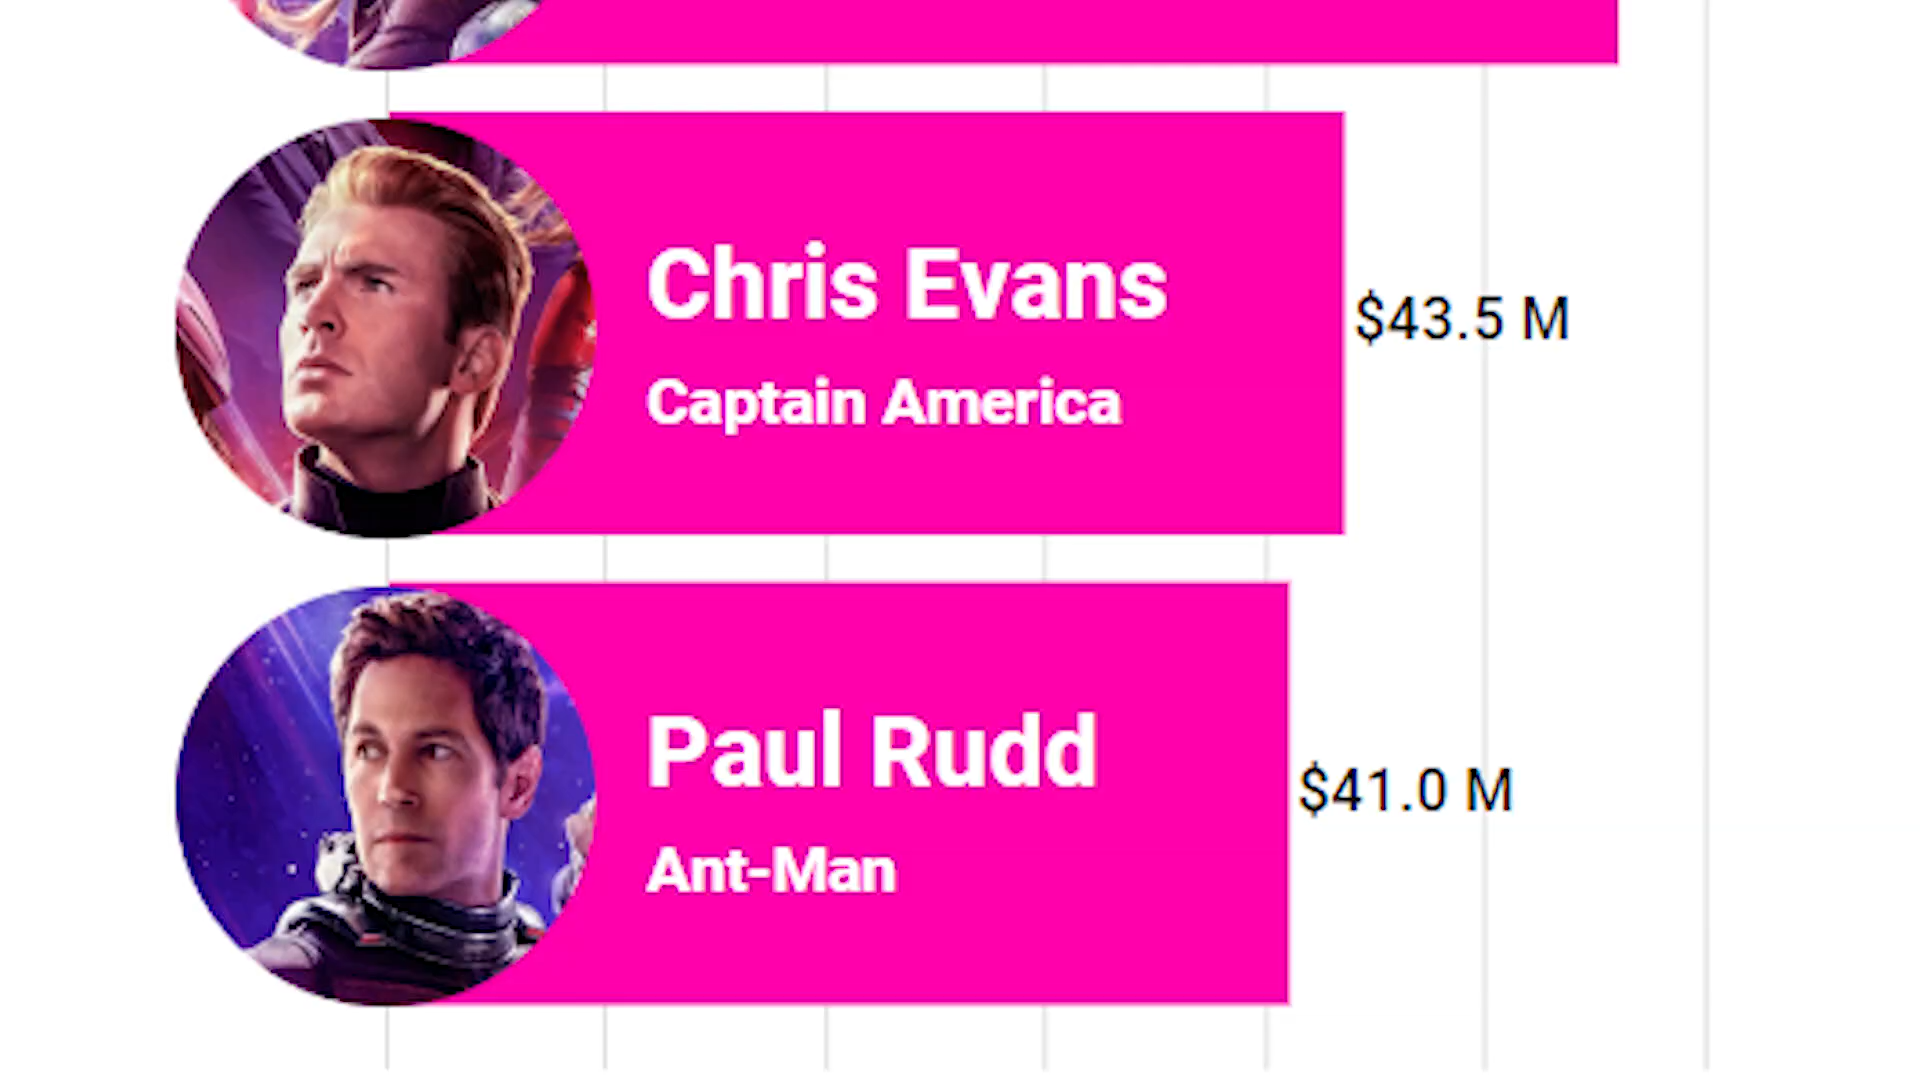 Chris Evans
Captain America
$43.5 M
Paul Rudd
Ant-Man
$41.0 M